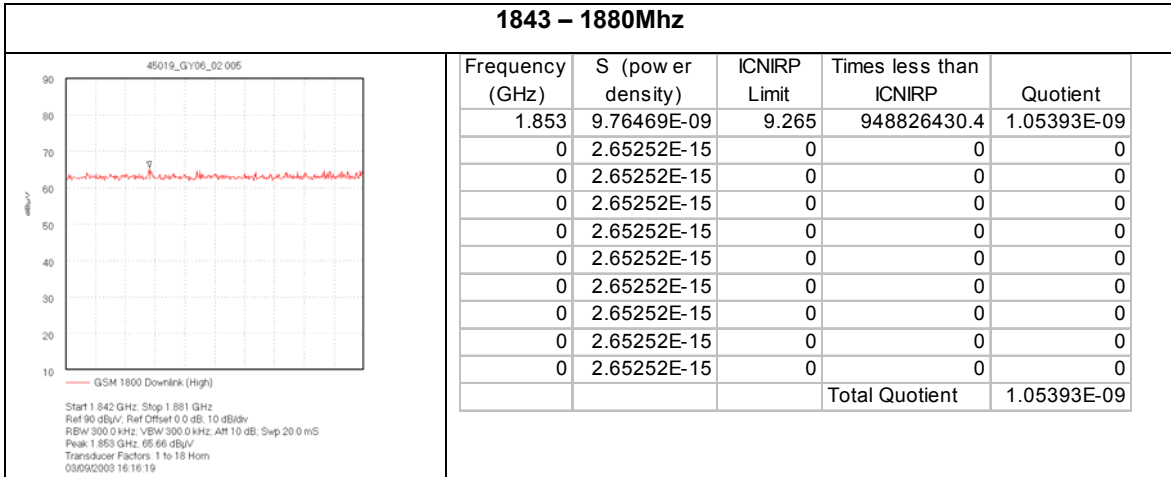 1843 – 1880Mhz
45019_GY06_02 005
90
80
70
60
50
40
30
20
10
dBµV
GSM 1800 Downlink (High)
Start 1.842 GHz; Stop 1.881 GHz
Ref 90 dBµV; Ref Offset 0.0 dB; 10 dB/div
RBW 300.0 kHz; VBW 300.0 kHz; Att 10 dB; Swp 20.0 mS
Peak 1.853 GHz, 65.66 dBµV
Transducer Factors: 1 to 18 Horn
03/09/2003 16:16:19
Frequency (GHz) S (pow er density) ICNIRP Limit Times less than ICNIRP Quotient
1.853 9.76469E-09 9.265 948826430.4 1.05393E-09
0 2.65252E-15 0 0 0
0 2.65252E-15 0 0 0
0 2.65252E-15 0 0 0
0 2.65252E-15 0 0 0
0 2.65252E-15 0 0 0
0 2.65252E-15 0 0 0
0 2.65252E-15 0 0 0
0 2.65252E-15 0 0 0
0 2.65252E-15 0 0 0
Total Quotient 1.05393E-09